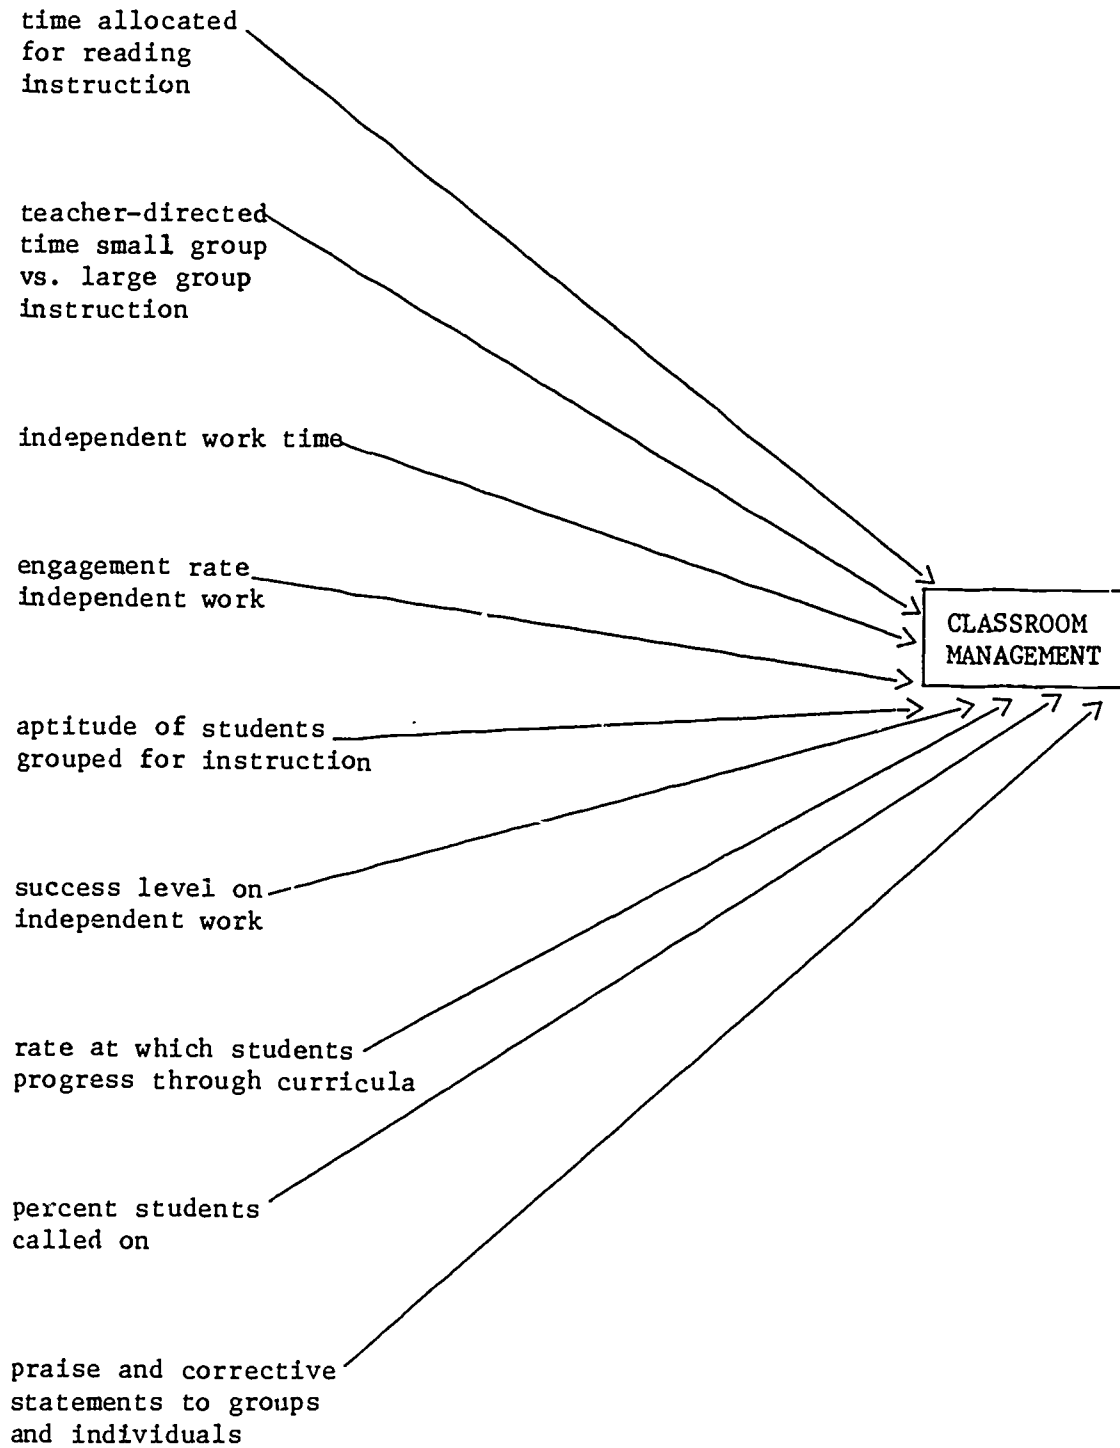 time allocated
for reading
instruction
teacher-directed
time small group
vs. large group
instruction
independent work time
engagement rate
independent work
CLASSROOM
MANAGEMENT
aptitude of students
grouped for instruction
success level on
independent work
rate at which students
progress through curricula
percent students
called on
praise and corrective
statements to groups
and individuals